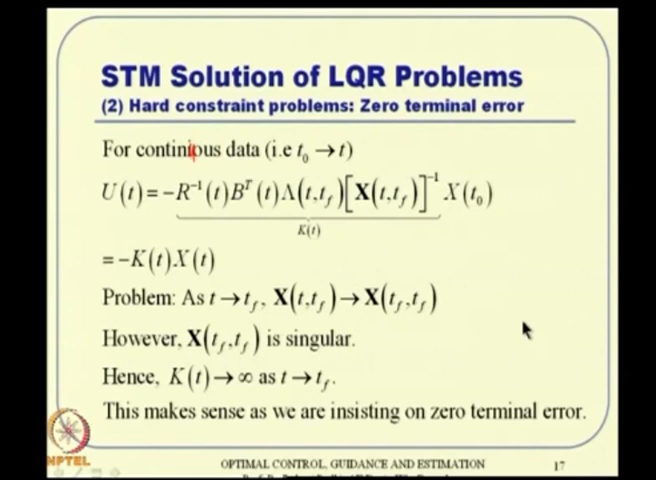 STM Solution of LQR Problems
(2) Hard constraint problems: Zero terminal error
For continuous data (i.e t₀ → t)
U(t) = −R⁻¹(t)Bᵀ(t)Λ(t,t_f)[X(t,t_f)]⁻¹ X(t₀)
K(t)
= −K(t)X(t)
Problem: As t → t_f, X(t,t_f) → X(t_f,t_f)
However, X(t_f,t_f) is singular.
Hence, K(t) → ∞ as t → t_f.
This makes sense as we are insisting on zero terminal error.
NPTEL
OPTIMAL CONTROL, GUIDANCE AND ESTIMATION
17